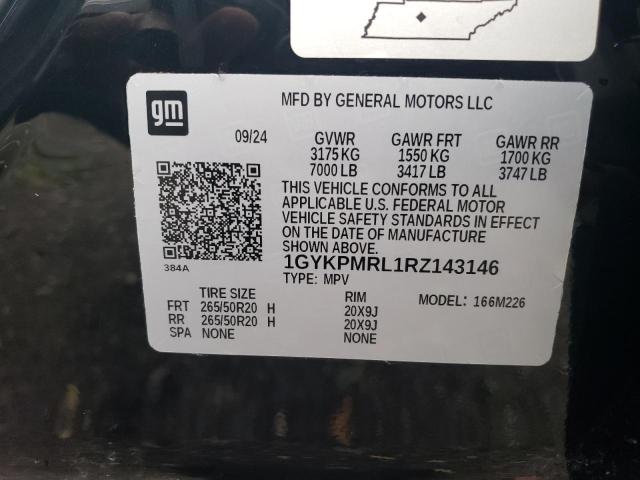 gm
MFD BY GENERAL MOTORS LLC
09/24 GVWR GAWR FRT GAWR RR
3175 KG 1550 KG 1700 KG
7000 LB 3417 LB 3747 LB
THIS VEHICLE CONFORMS TO ALL
APPLICABLE U.S. FEDERAL MOTOR
VEHICLE SAFETY STANDARDS IN EFFECT
ON THE DATE OF MANUFACTURE
SHOWN ABOVE.
384A
1GYKPMRL1RZ143146
TYPE: MPV
TIRE SIZE RIM MODEL: 166M226
FRT 265/50R20 H 20X9J
RR 265/50R20 H 20X9J
SPA NONE NONE